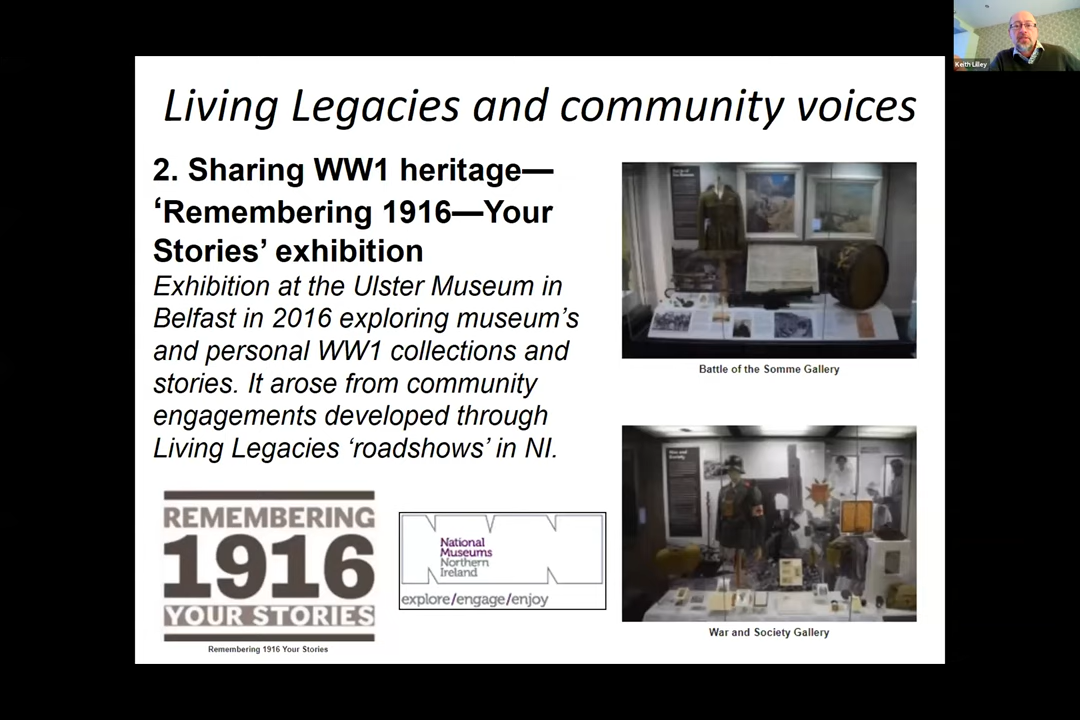 Keith Lilley
Living Legacies and community voices
2. Sharing WW1 heritage—
‘Remembering 1916—Your
Stories’ exhibition
Exhibition at the Ulster Museum in
Belfast in 2016 exploring museum’s
and personal WW1 collections and
stories. It arose from community
engagements developed through
Living Legacies ‘roadshows’ in NI.
REMEMBERING
1916
YOUR STORIES
Remembering 1916 Your Stories
National
Museums
Northern
Ireland
explore/engage/enjoy
Battle of the Somme Gallery
War and Society Gallery